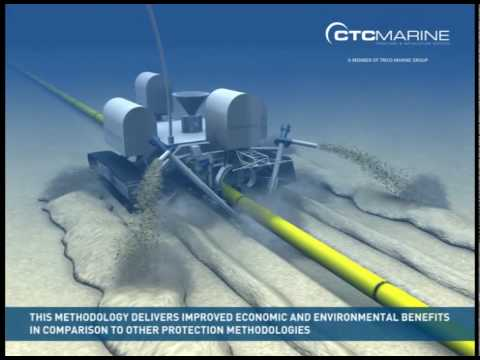 CTCMARINE
A MEMBER OF TRICO MARINE GROUP
THIS METHODOLOGY DELIVERS IMPROVED ECONOMIC AND ENVIRONMENTAL BENEFITS
IN COMPARISON TO OTHER PROTECTION METHODOLOGIES